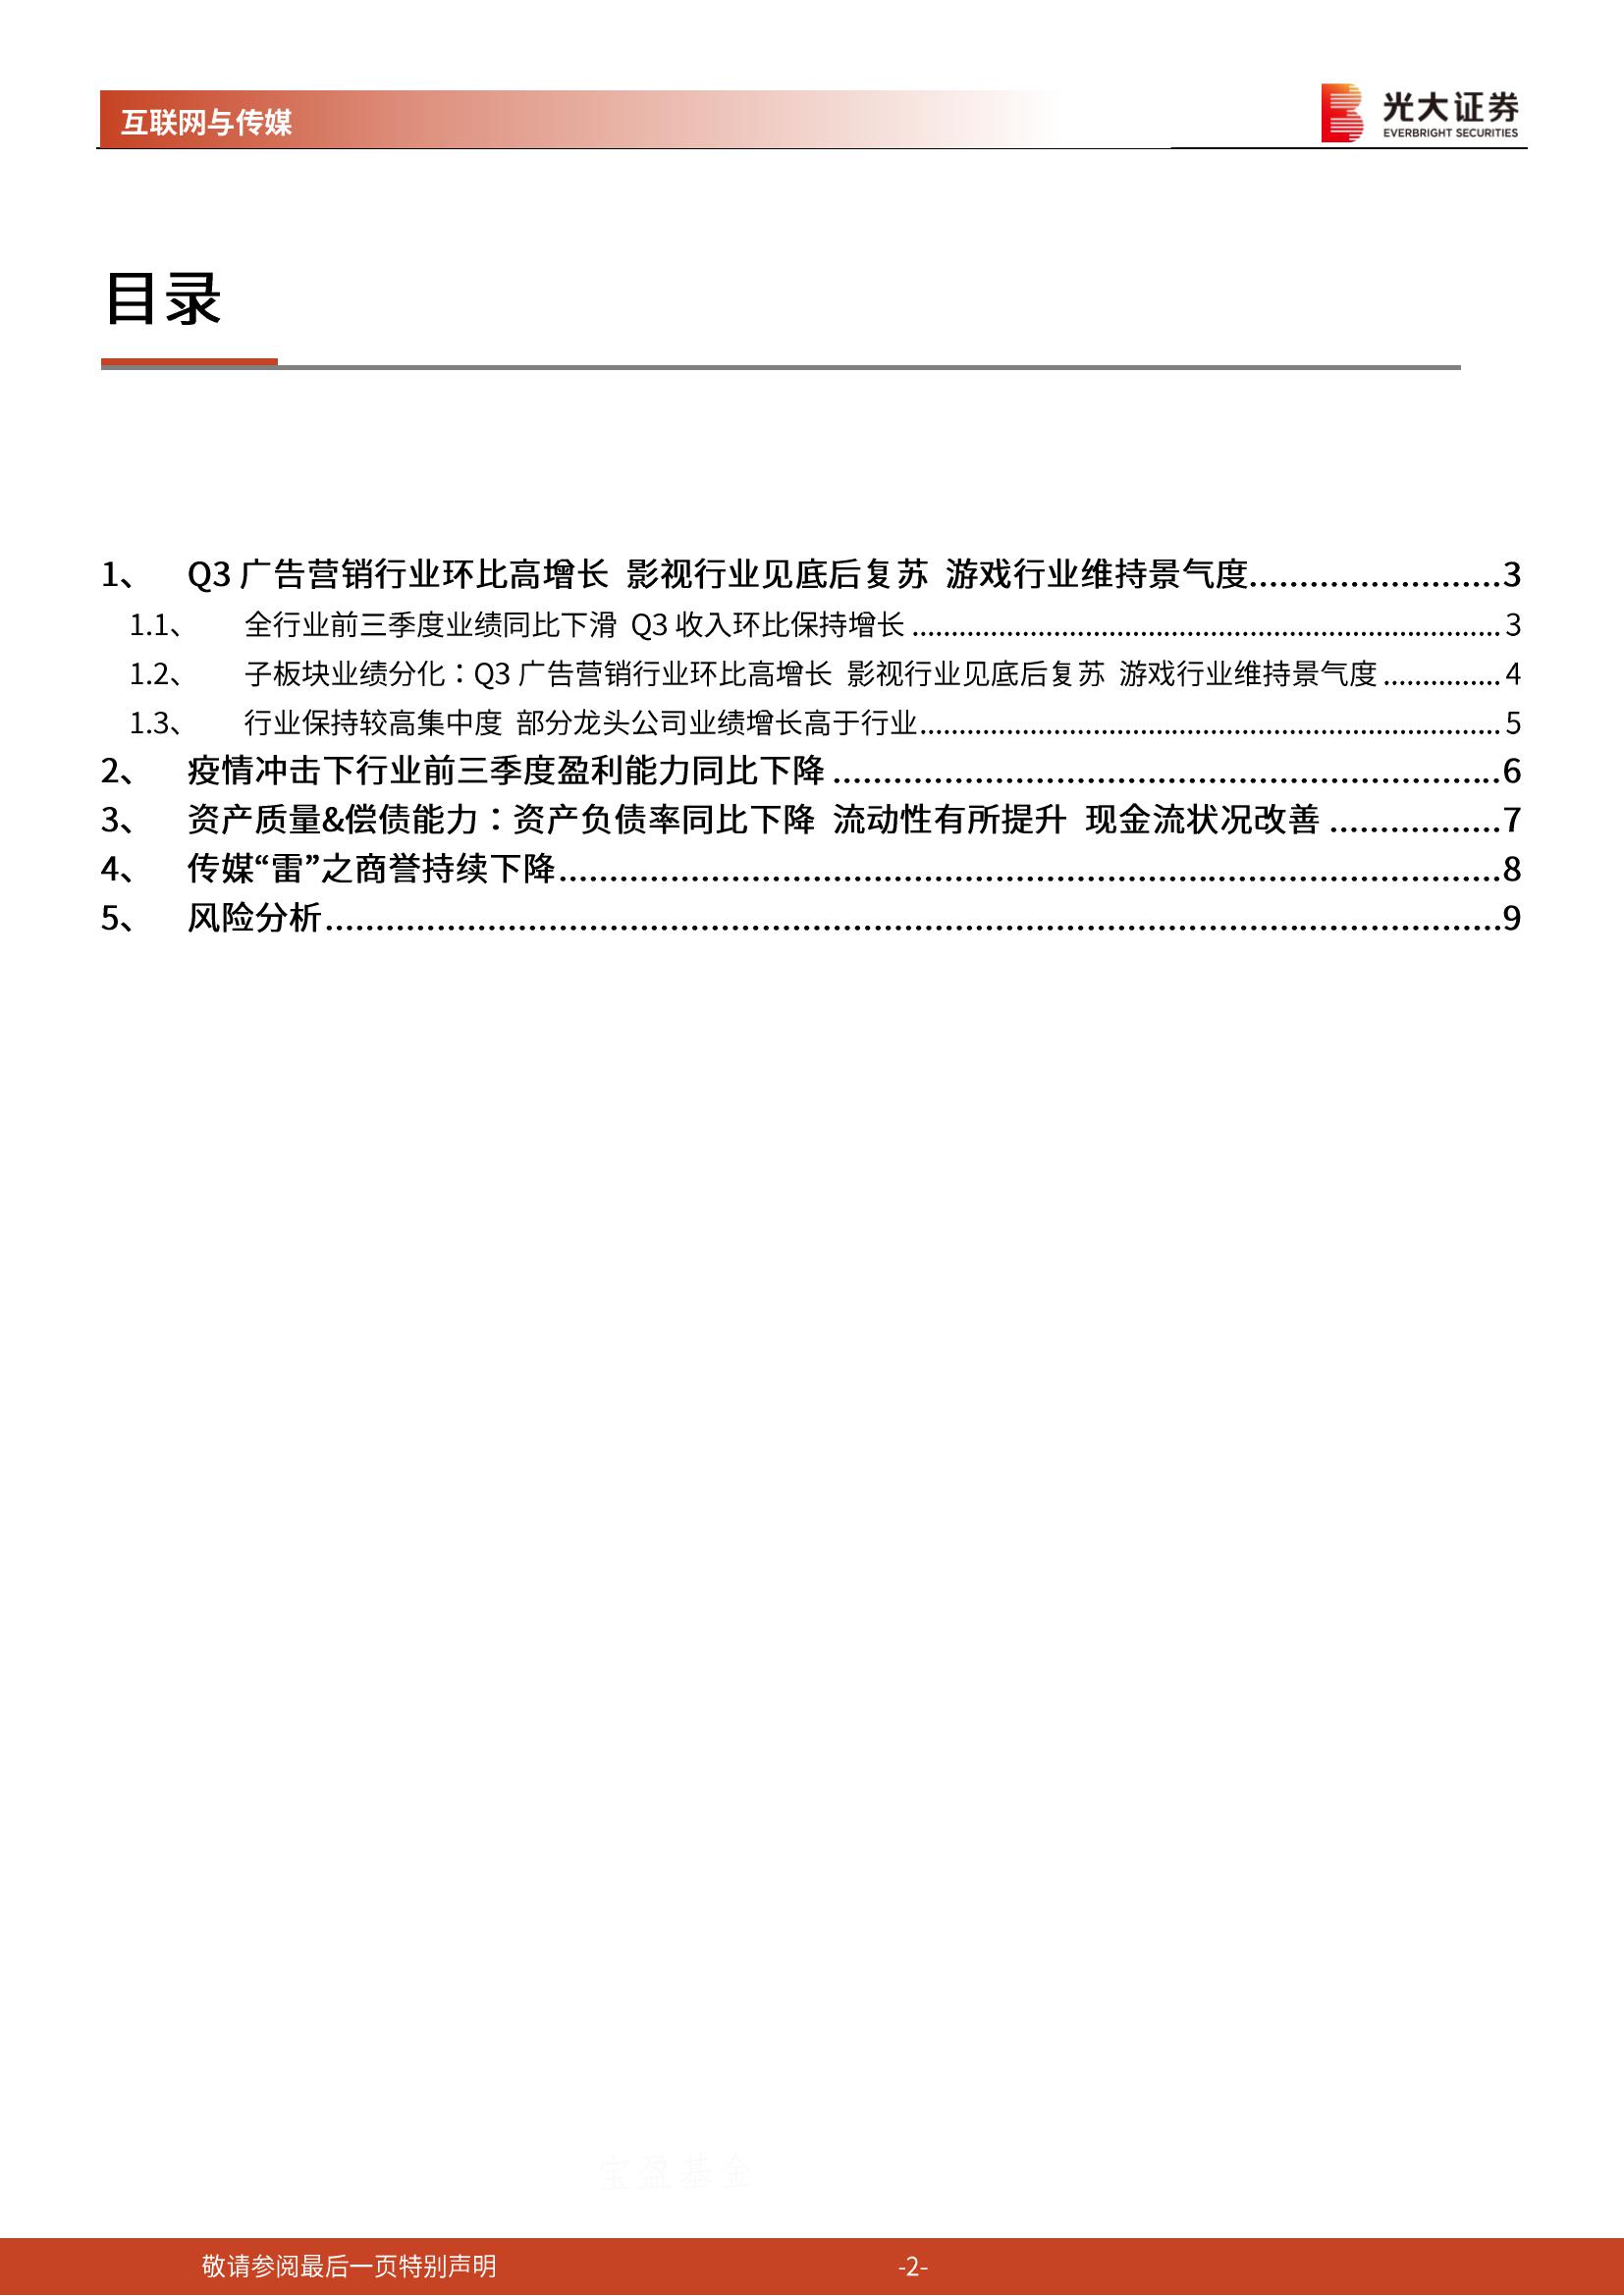 互联网与传媒
光大证券
EVERBRIGHT SECURITIES
目录
1、 Q3 广告营销行业环比高增长 影视行业见底后复苏 游戏行业维持景气度........................3
1.1、 全行业前三季度业绩同比下滑 Q3 收入环比保持增长 ............................................................ 3
1.2、 子板块业绩分化：Q3 广告营销行业环比高增长 影视行业见底后复苏 游戏行业维持景气度 ............... 4
1.3、 行业保持较高集中度 部分龙头公司业绩增长高于行业............................................................ 5
2、 疫情冲击下行业前三季度盈利能力同比下降 ............................................................6
3、 资产质量&偿债能力：资产负债率同比下降 流动性有所提升 现金流状况改善 .................7
4、 传媒“雷”之商誉持续下降............................................................8
5、 风险分析............................................................9
宝盈基金
敬请参阅最后一页特别声明
-2-